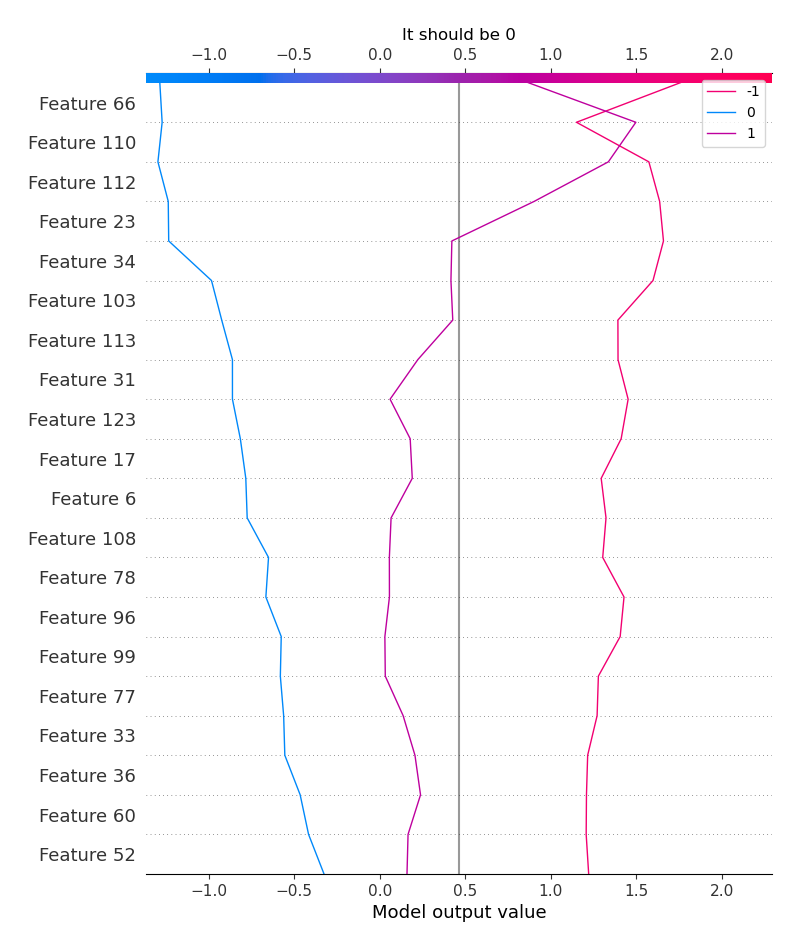 It should be 0
−1.0 −0.5 0.0 0.5 1.0 1.5 2.0
-1
0
1
Feature 66
Feature 110
Feature 112
Feature 23
Feature 34
Feature 103
Feature 113
Feature 31
Feature 123
Feature 17
Feature 6
Feature 108
Feature 78
Feature 96
Feature 99
Feature 77
Feature 33
Feature 36
Feature 60
Feature 52
−1.0 −0.5 0.0 0.5 1.0 1.5 2.0
Model output value